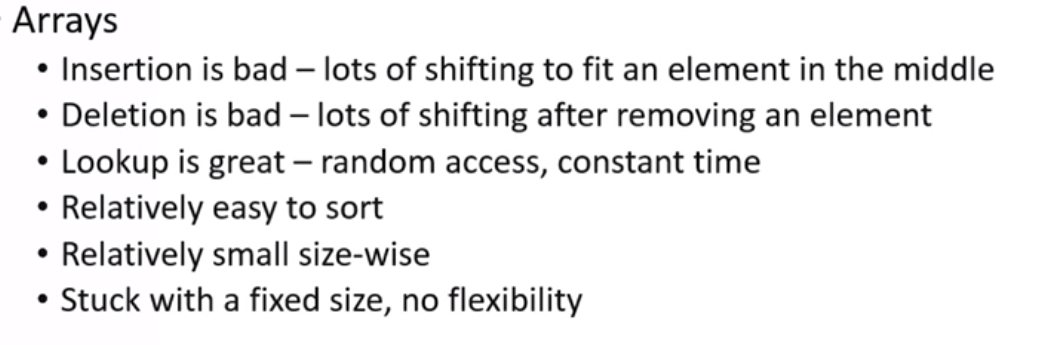 Arrays
• Insertion is bad – lots of shifting to fit an element in the middle
• Deletion is bad – lots of shifting after removing an element
• Lookup is great – random access, constant time
• Relatively easy to sort
• Relatively small size-wise
• Stuck with a fixed size, no flexibility